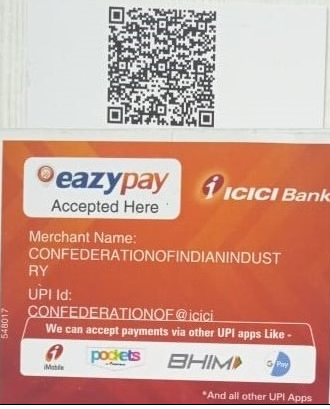 eazypay
Accepted Here
ICICI Bank
Merchant Name:
CONFEDERATIONOFINDIANINDUST
RY
UPI Id:
CONFEDERATIONOF@icici
We can accept payments via other UPI apps Like -
iMobile
pockets
BHIM
G Pay
*And all other UPI Apps
548017